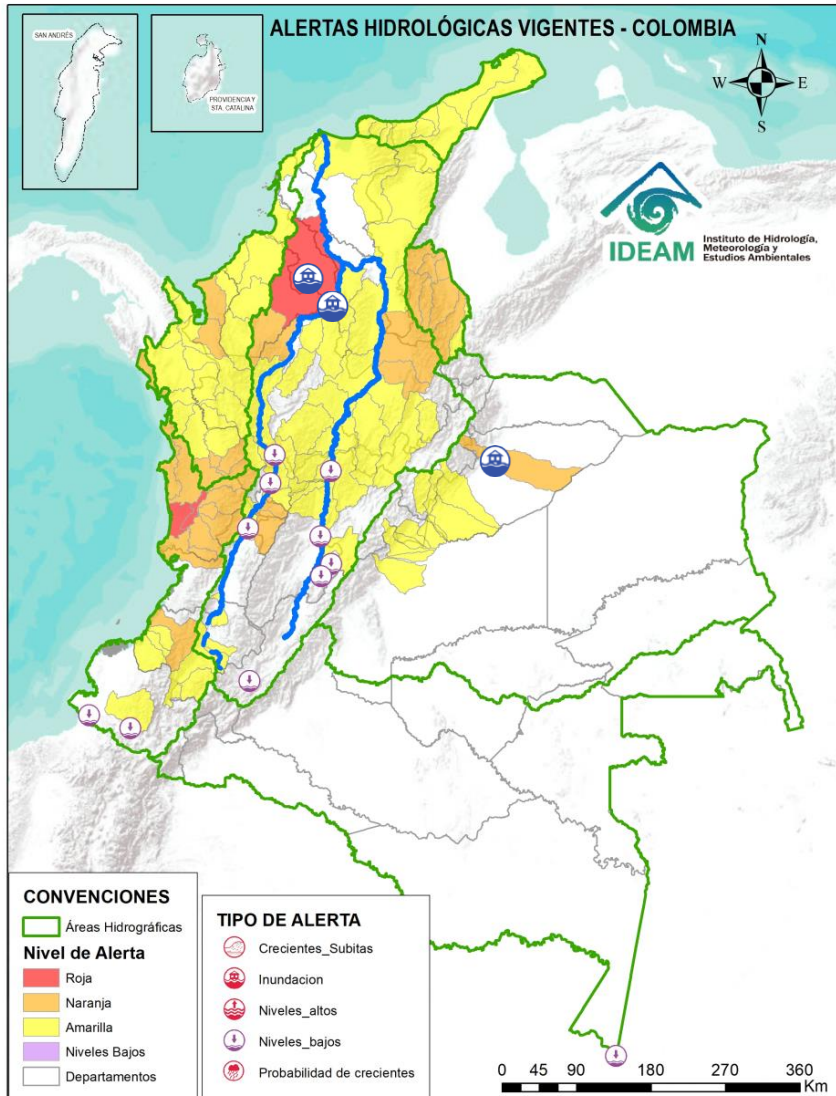 ALERTAS HIDROLÓGICAS VIGENTES - COLOMBIA
SAN ANDRÉS
PROVIDENCIA Y
STA. CATALINA
N
W E
S
IDEAM
Instituto de Hidrología,
Meteorología y
Estudios Ambientales
CONVENCIONES
Áreas Hidrográficas
Nivel de Alerta
Roja
Naranja
Amarilla
Niveles Bajos
Departamentos
TIPO DE ALERTA
Crecientes_Subitas
Inundacion
Niveles_altos
Niveles_bajos
Probabilidad de crecientes
0 45 90 180 270 360
Km